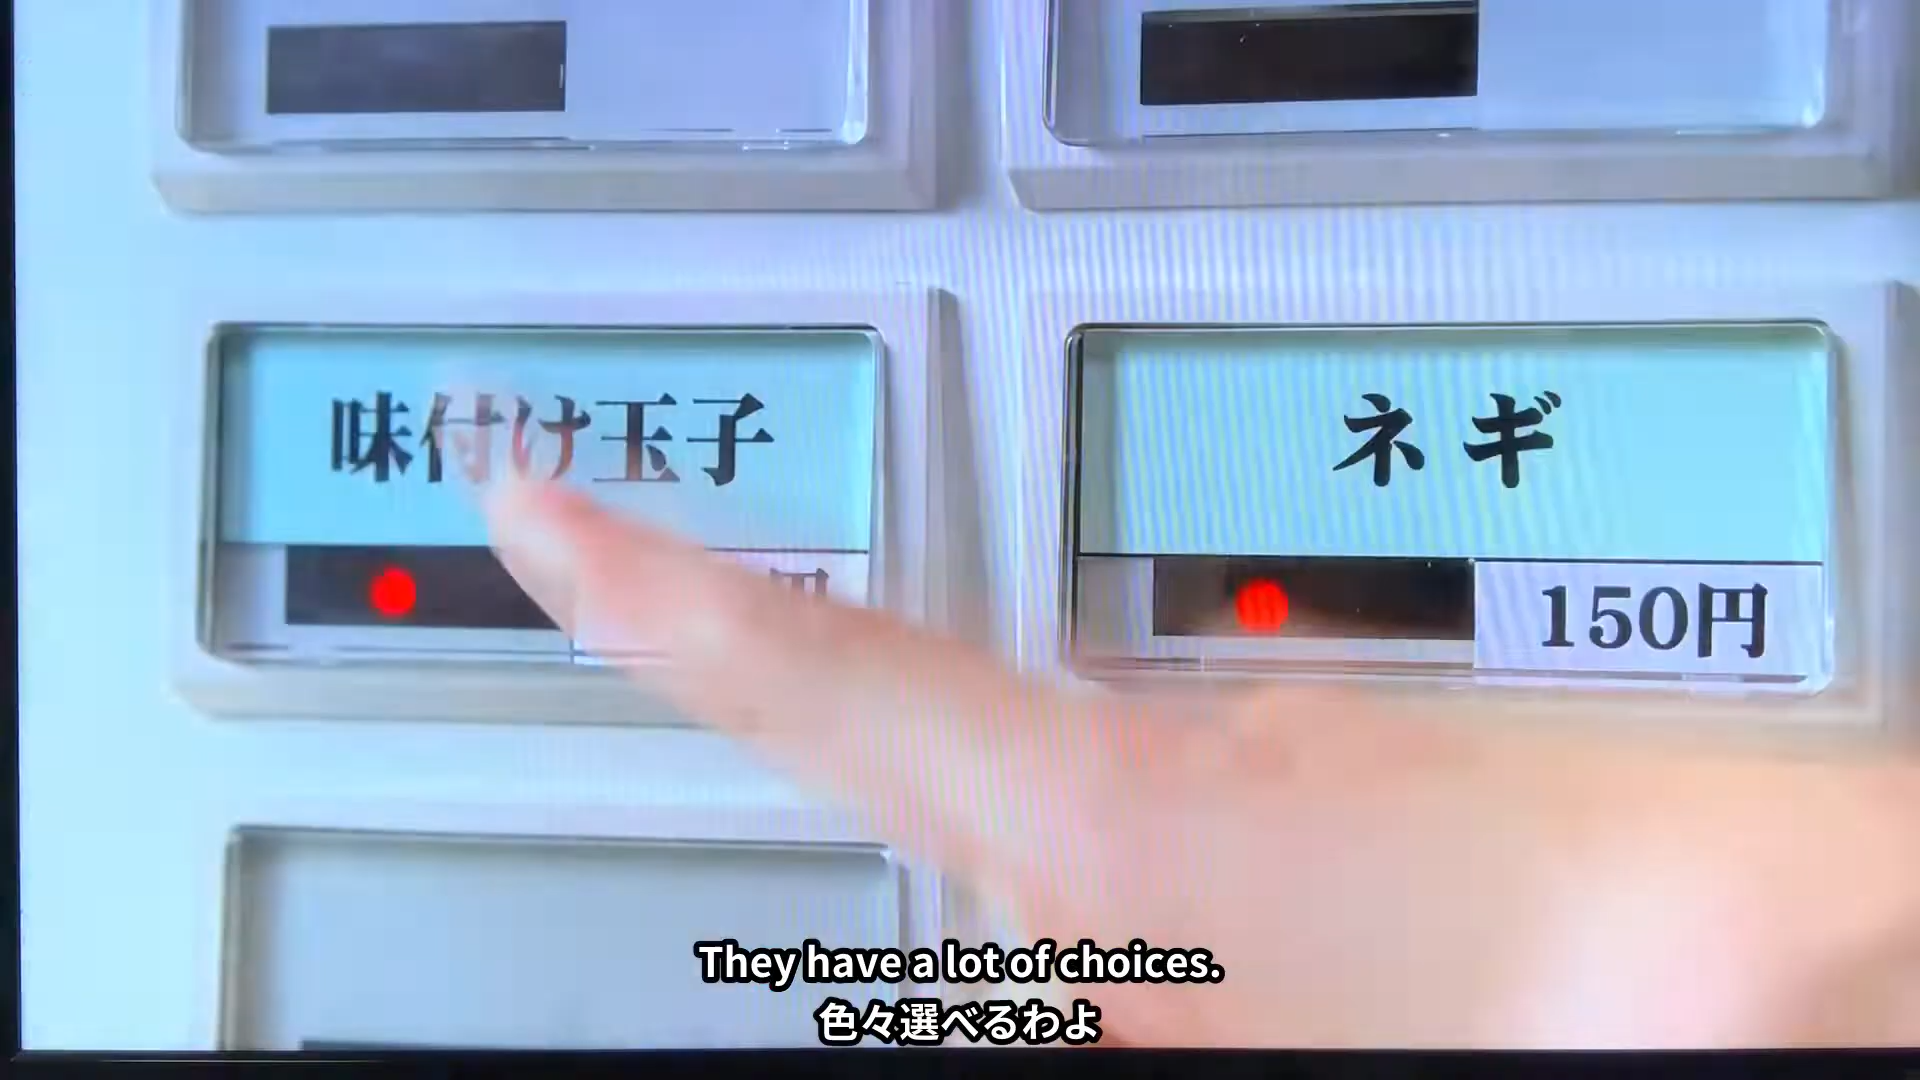 味付け玉子
ネギ
円
150円
They have a lot of choices.
色々選べるわよ